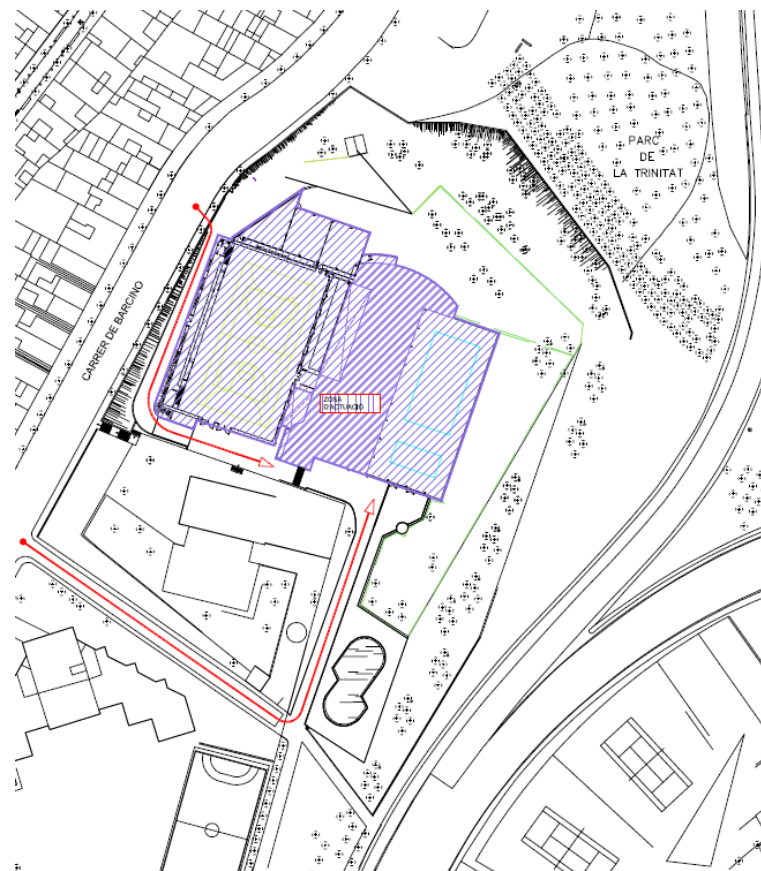 PARC
DE
LA TRINITAT
CARRER DE BARCINO
ZONA
D'ACTUACIÓ